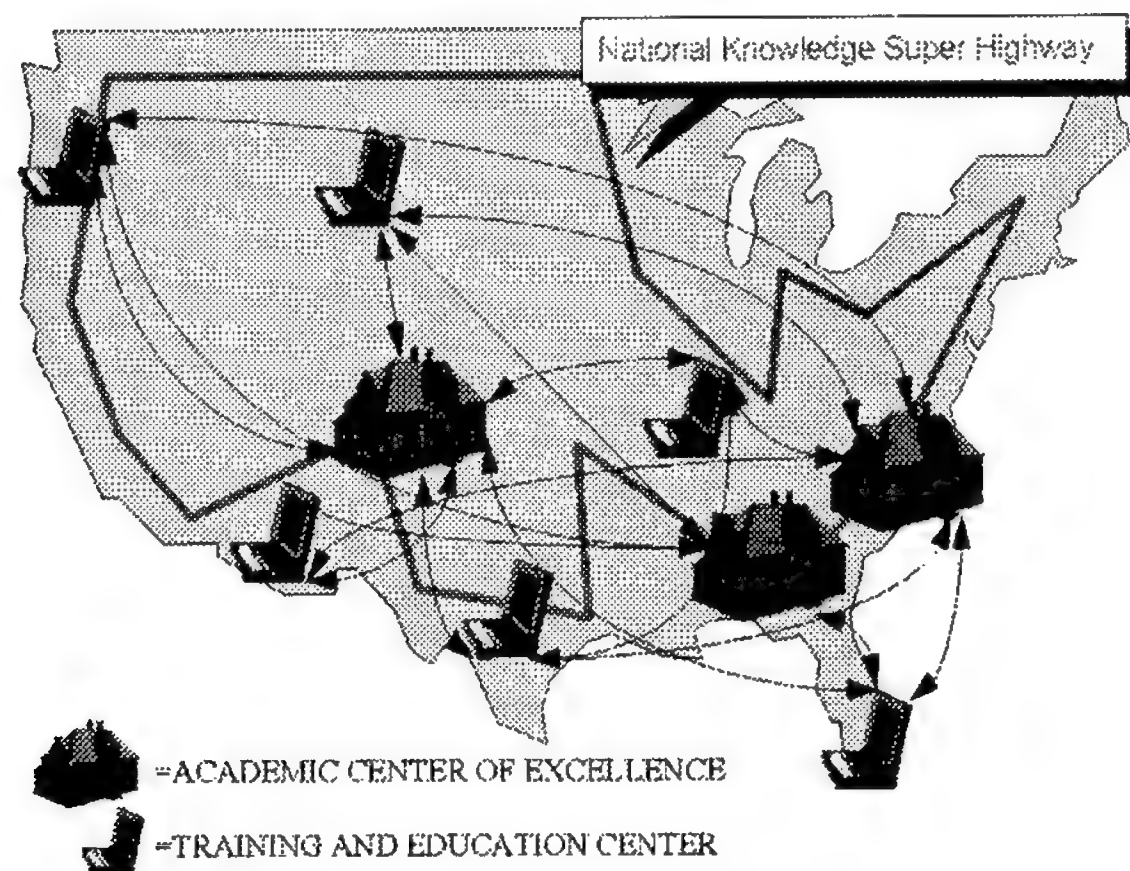 National Knowledge Super Highway
=ACADEMIC CENTER OF EXCELLENCE
=TRAINING AND EDUCATION CENTER